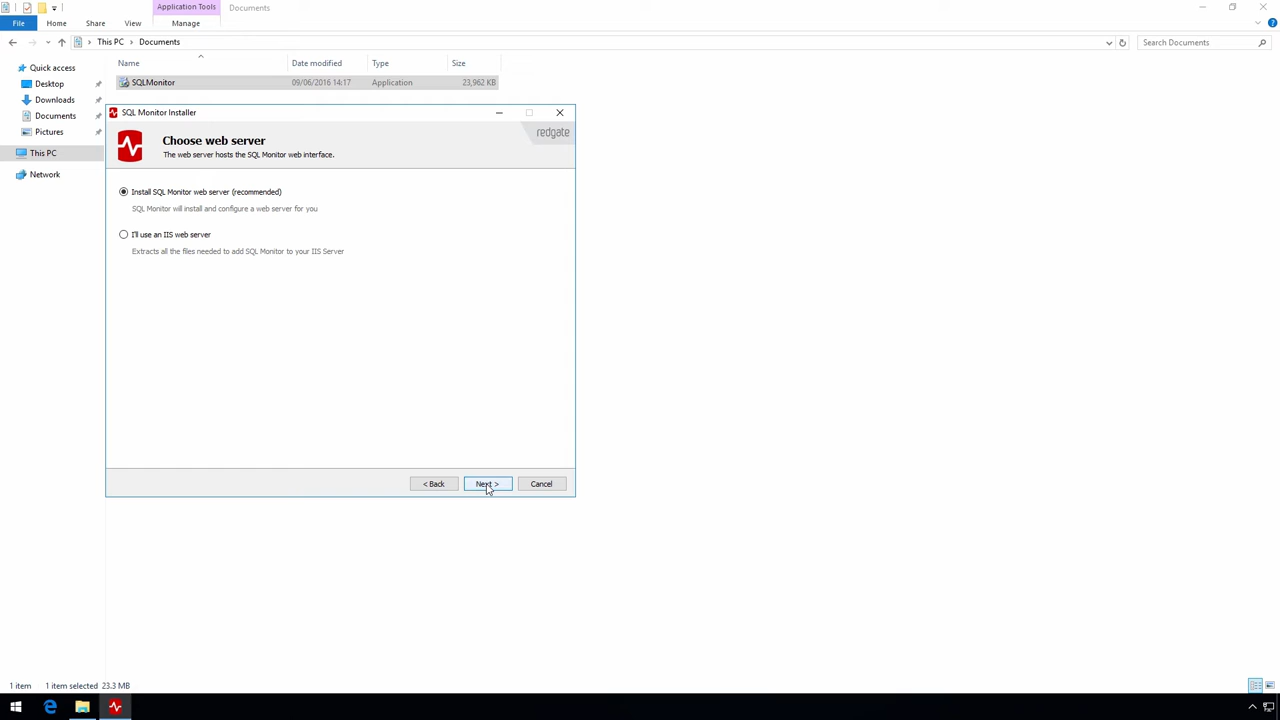 Application Tools
Documents
File
Home
Share
View
Manage
This PC
Documents
Search Documents
Quick access
Desktop
Downloads
Documents
Pictures
This PC
Network
Name
Date modified
Type
Size
SQLMonitor
09/06/2016 14:17
Application
23,962 KB
SQL Monitor Installer
Choose web server
The web server hosts the SQL Monitor web interface.
redgate
Install SQL Monitor web server (recommended)
SQL Monitor will install and configure a web server for you
I'll use an IIS web server
Extracts all the files needed to add SQL Monitor to your IIS Server
< Back
Next >
Cancel
1 item
1 item selected 23.3 MB